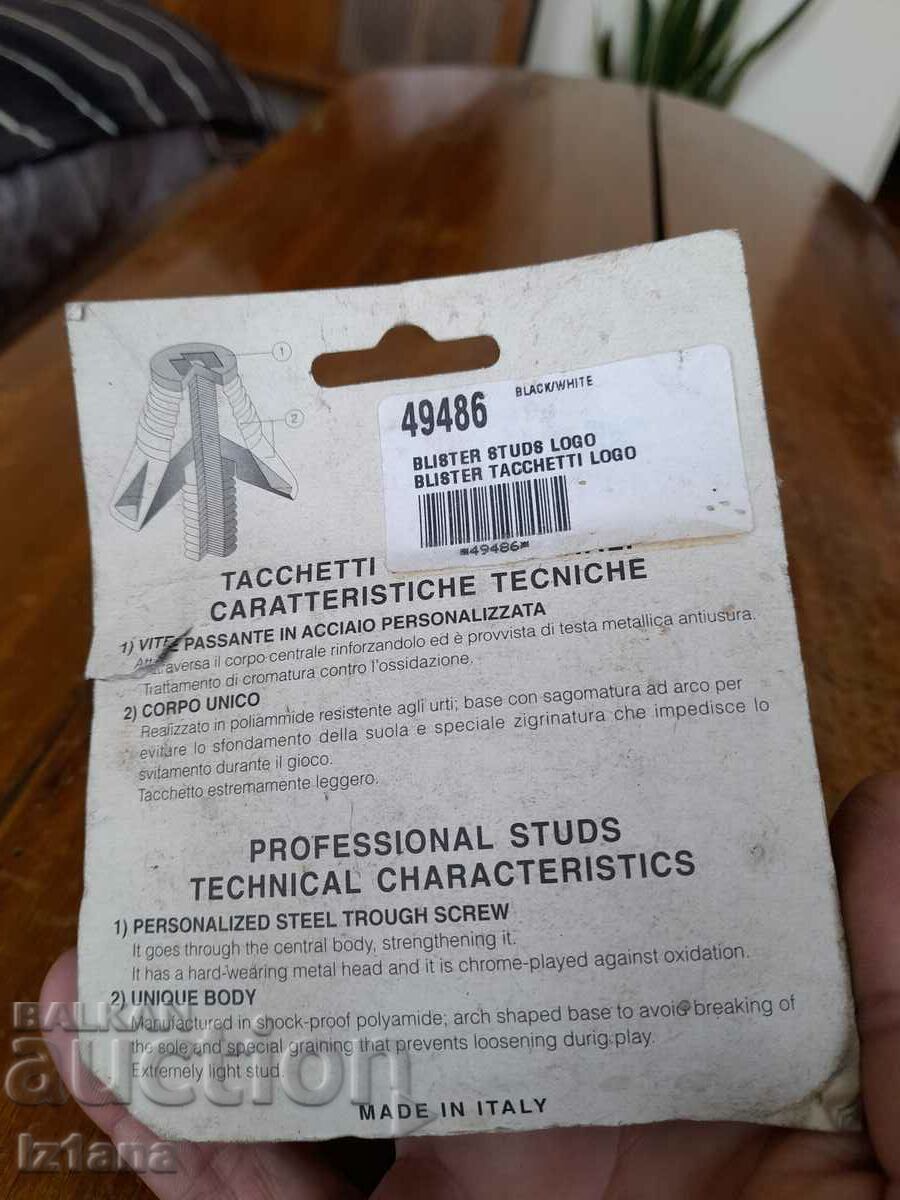 1
2
49486
BLACK/WHITE
BLISTER STUDS LOGO
BLISTER TACCHETTI LOGO
*49486*
TACCHETTI
CARATTERISTICHE TECNICHE
1) VITE PASSANTE IN ACCIAIO PERSONALIZZATA
Attraversa il corpo centrale rinforzandolo ed è provvista di testa metallica antiusura.
Trattamento di cromatura contro l'ossidazione.
2) CORPO UNICO
Realizzato in poliammide resistente agli urti; base con sagomatura ad arco per
evitare lo sfondamento della suola e speciale zigrinatura che impedisce lo
svitamento durante il gioco.
Tacchetto estremamente leggero.
PROFESSIONAL STUDS
TECHNICAL CHARACTERISTICS
1) PERSONALIZED STEEL TROUGH SCREW
It goes through the central body, strengthening it.
It has a hard-wearing metal head and it is chrome-played against oxidation.
2) UNIQUE BODY
Manufactured in shock-proof polyamide; arch shaped base to avoid breaking of
the sole and special graining that prevents loosening durig play.
Extremely light stud.
MADE IN ITALY
BALKAN
auction
Iz1ana